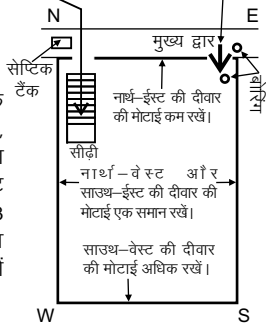 N E
मुख्य द्वार
सेप्टिक
टैंक
बोरिंग
नार्थ-ईस्ट की दीवार
की मोटाई कम रखें।
सीढ़ी
नार्थ-वेस्ट और
साउथ-ईस्ट की दीवार की
मोटाई एक समान रखें।
साउथ-वेस्ट की दीवार
की मोटाई अधिक रखें।
W S